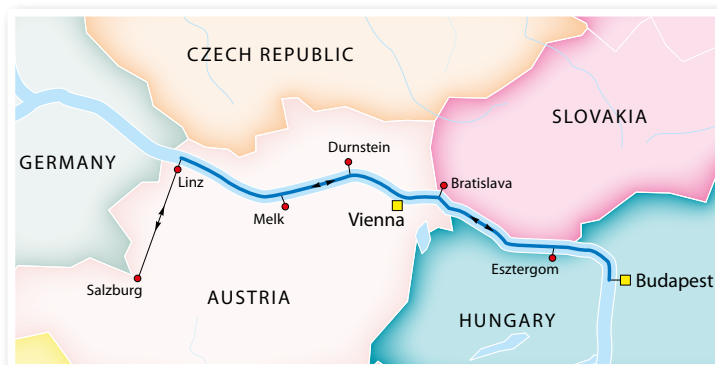 CZECH REPUBLIC
SLOVAKIA
GERMANY
Durnstein
Linz
Bratislava
Melk
Vienna
Esztergom
Budapest
Salzburg
AUSTRIA
HUNGARY